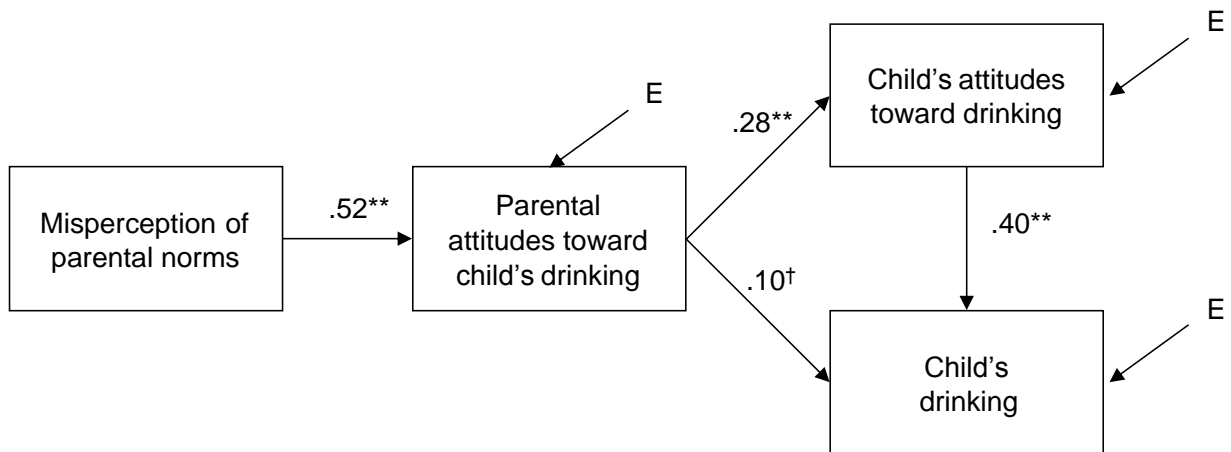 E
Child's attitudes
toward drinking
E
.28**
Misperception of
parental norms
.52**
Parental
attitudes toward
child's drinking
.40**
.10†
E
Child's
drinking